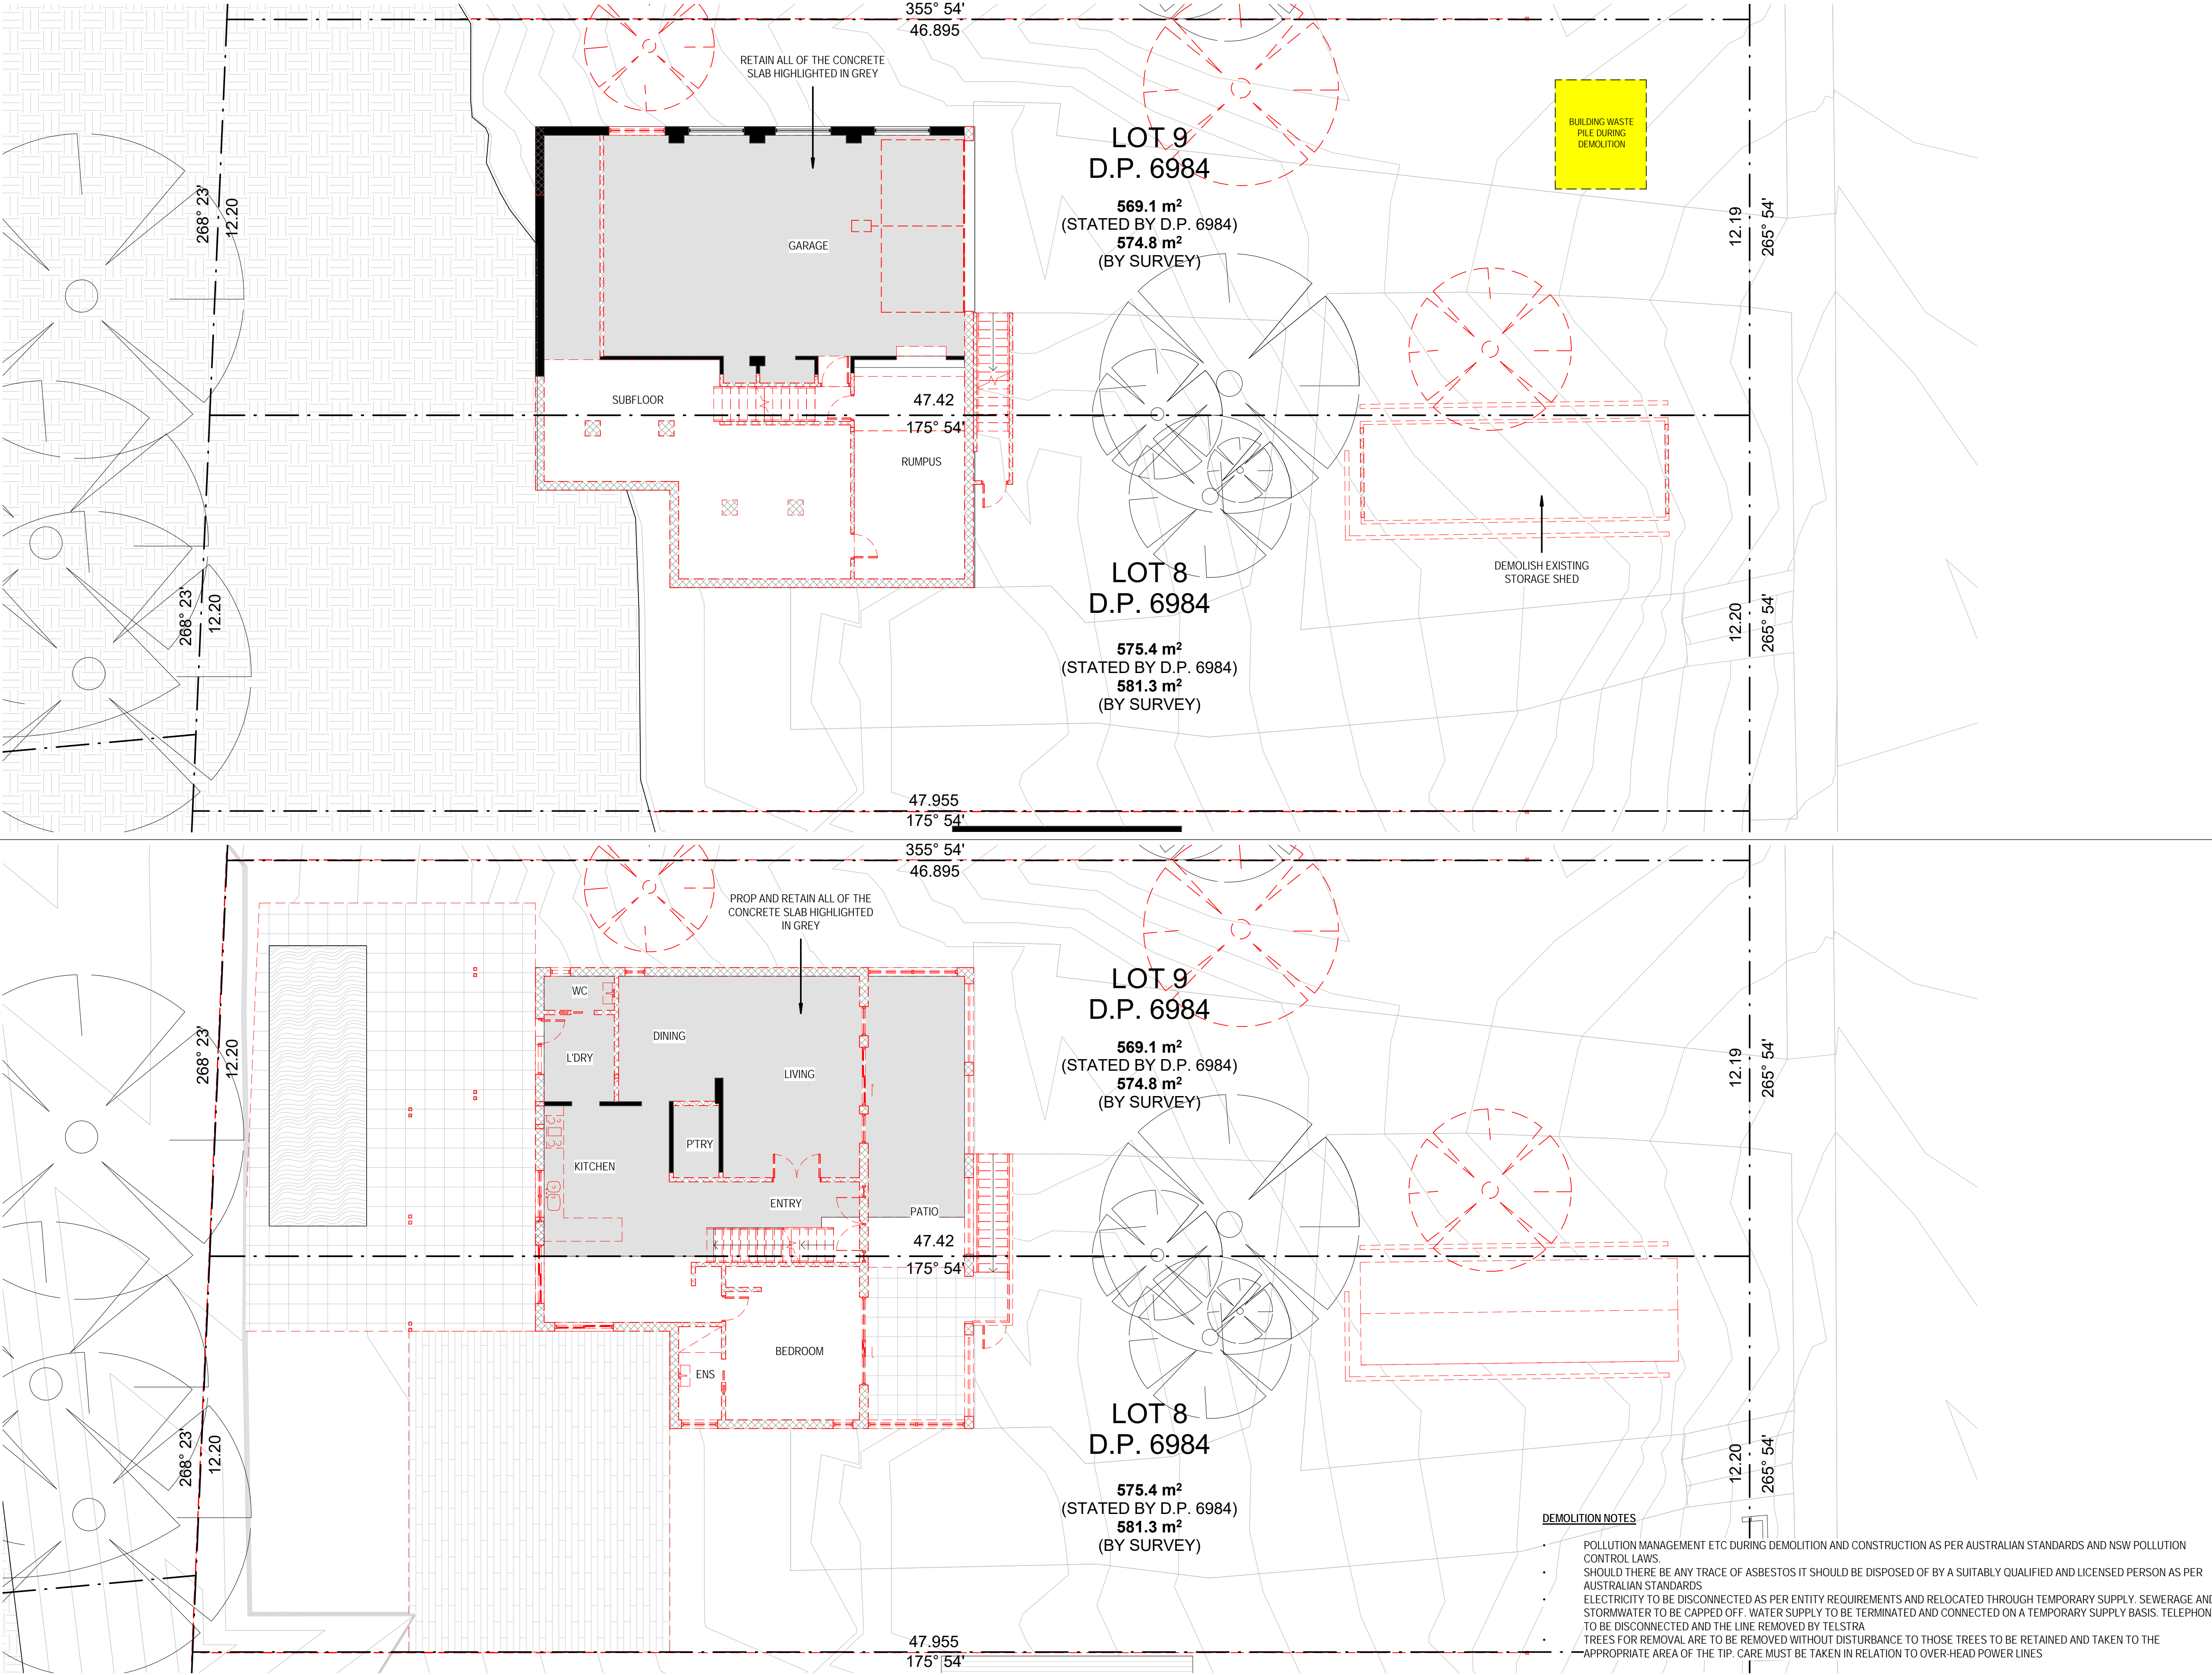 355° 54'
46.895
RETAIN ALL OF THE CONCRETE
SLAB HIGHLIGHTED IN GREY
BUILDING WASTE
PILE DURING
DEMOLITION
LOT 9
D.P. 6984
569.1 m²
(STATED BY D.P. 6984)
574.8 m²
(BY SURVEY)
268° 23'
12.20
12.19
265° 54'
GARAGE
SUBFLOOR
47.42
175° 54'
RUMPUS
DEMOLISH EXISTING
STORAGE SHED
LOT 8
D.P. 6984
575.4 m²
(STATED BY D.P. 6984)
581.3 m²
(BY SURVEY)
268° 23'
12.20
12.20
265° 54'
47.955
175° 54'
355° 54'
46.895
PROP AND RETAIN ALL OF THE
CONCRETE SLAB HIGHLIGHTED
IN GREY
LOT 9
D.P. 6984
569.1 m²
(STATED BY D.P. 6984)
574.8 m²
(BY SURVEY)
268° 23'
12.20
12.19
265° 54'
WC
DINING
L'DRY
LIVING
P'TRY
KITCHEN
ENTRY
PATIO
47.42
175° 54'
BEDROOM
ENS
LOT 8
D.P. 6984
575.4 m²
(STATED BY D.P. 6984)
581.3 m²
(BY SURVEY)
268° 23'
12.20
12.20
265° 54'
47.955
175° 54'
DEMOLITION NOTES
• POLLUTION MANAGEMENT ETC DURING DEMOLITION AND CONSTRUCTION AS PER AUSTRALIAN STANDARDS AND NSW POLLUTION
CONTROL LAWS.
• SHOULD THERE BE ANY TRACE OF ASBESTOS IT SHOULD BE DISPOSED OF BY A SUITABLY QUALIFIED AND LICENSED PERSON AS PER
AUSTRALIAN STANDARDS
• ELECTRICITY TO BE DISCONNECTED AS PER ENTITY REQUIREMENTS AND RELOCATED THROUGH TEMPORARY SUPPLY. SEWERAGE AND
STORMWATER TO BE CAPPED OFF. WATER SUPPLY TO BE TERMINATED AND CONNECTED ON A TEMPORARY SUPPLY BASIS. TELEPHON
TO BE DISCONNECTED AND THE LINE REMOVED BY TELSTRA
• TREES FOR REMOVAL ARE TO BE REMOVED WITHOUT DISTURBANCE TO THOSE TREES TO BE RETAINED AND TAKEN TO THE
APPROPRIATE AREA OF THE TIP. CARE MUST BE TAKEN IN RELATION TO OVER-HEAD POWER LINES